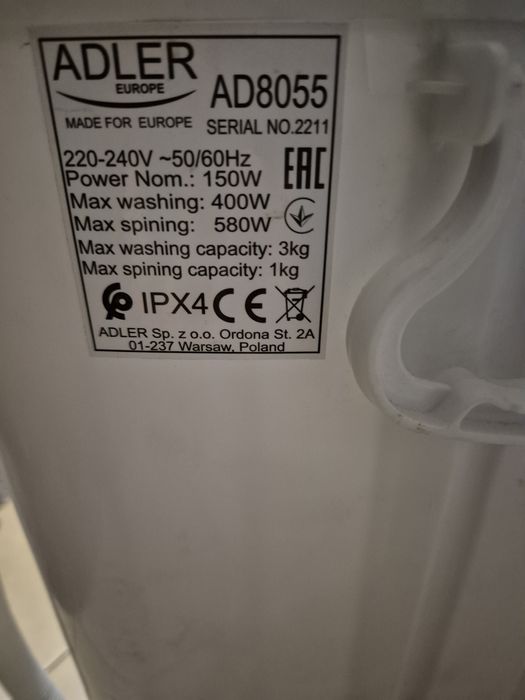 ADLER
EUROPE
AD8055
MADE FOR EUROPE
SERIAL NO.2211
220-240V ~50/60Hz
Power Nom.: 150W
EAC
Max washing: 400W
Max spining: 580W
Max washing capacity: 3kg
Max spining capacity: 1kg
IPX4 CE
ADLER Sp. z o.o. Ordona St. 2A
01-237 Warsaw, Poland